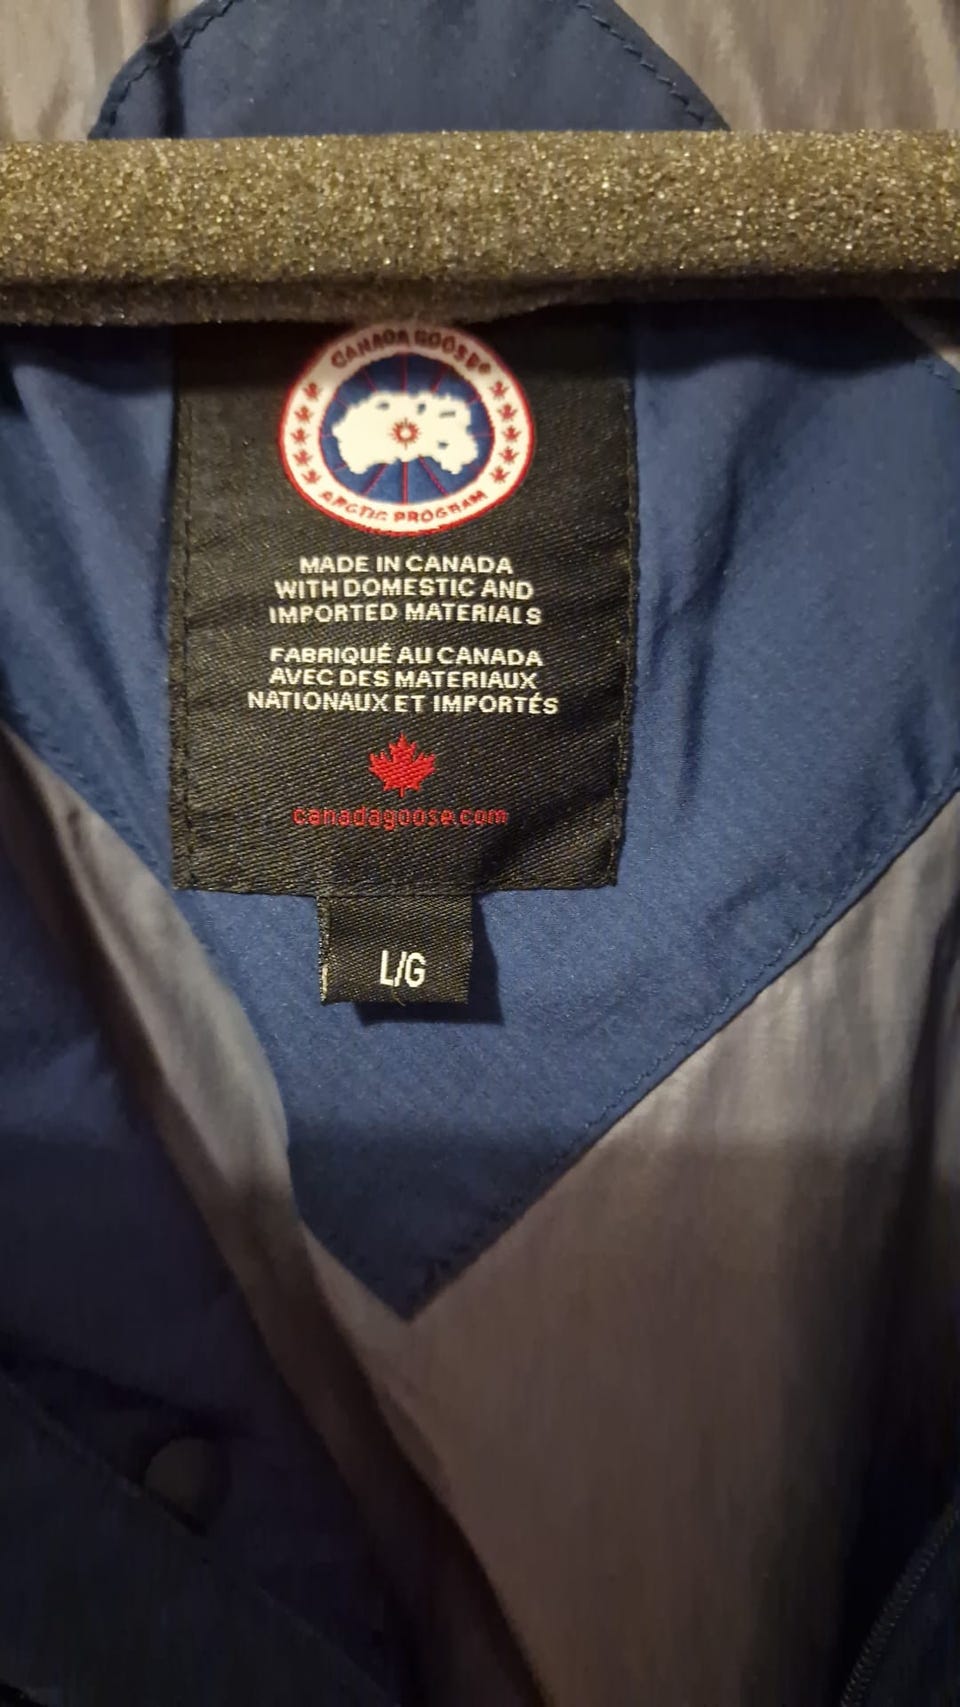 CANADA GOOSE®
ARCTIC PROGRAM
MADE IN CANADA
WITH DOMESTIC AND
IMPORTED MATERIALS
FABRIQUÉ AU CANADA
AVEC DES MATERIAUX
NATIONAUX ET IMPORTÉS
canadagoose.com
L/G